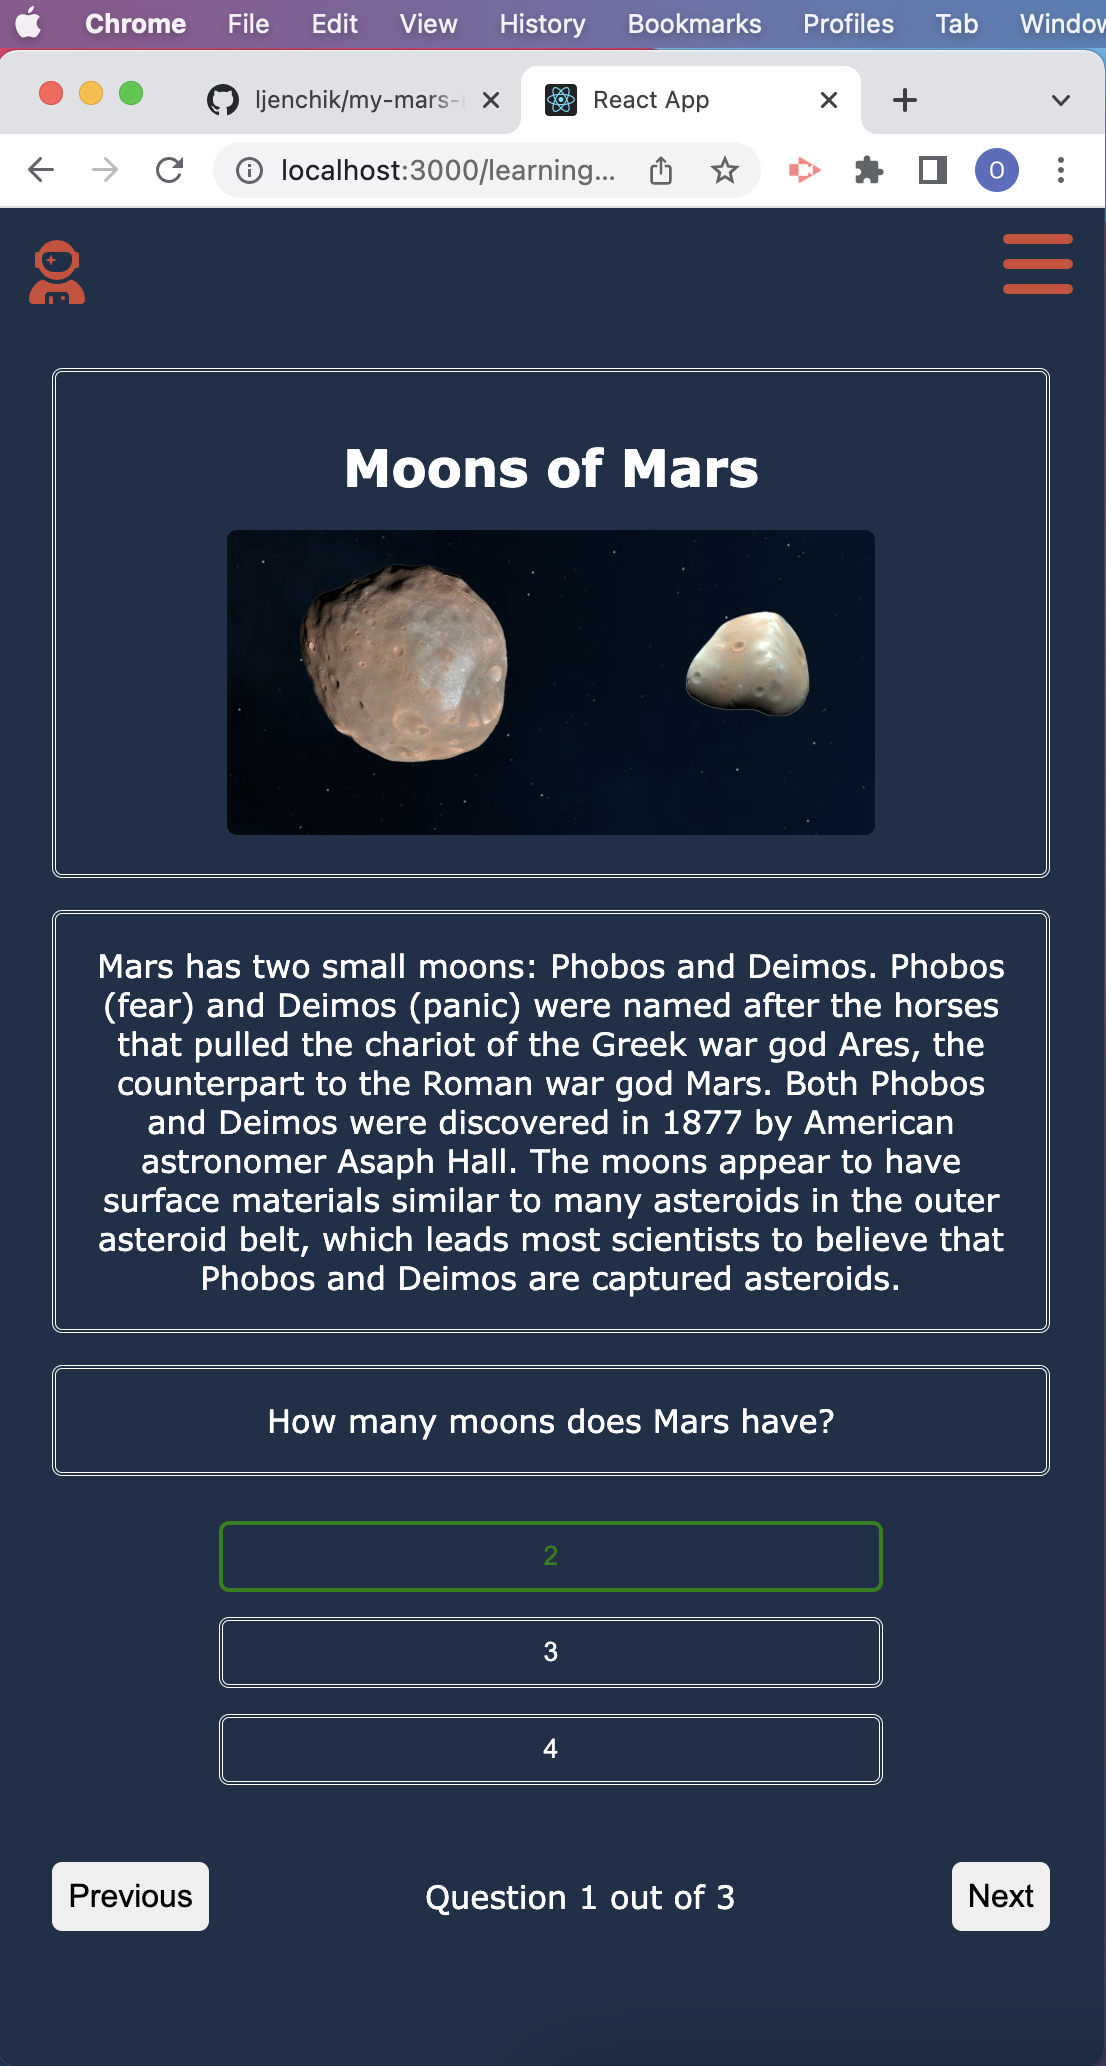 Chrome File Edit View History Bookmarks Profiles Tab Window
ljenchik/my-mars- React App
localhost:3000/learning... O
Moons of Mars
Mars has two small moons: Phobos and Deimos. Phobos
(fear) and Deimos (panic) were named after the horses
that pulled the chariot of the Greek war god Ares, the
counterpart to the Roman war god Mars. Both Phobos
and Deimos were discovered in 1877 by American
astronomer Asaph Hall. The moons appear to have
surface materials similar to many asteroids in the outer
asteroid belt, which leads most scientists to believe that
Phobos and Deimos are captured asteroids.
How many moons does Mars have?
2
3
4
Previous Question 1 out of 3 Next